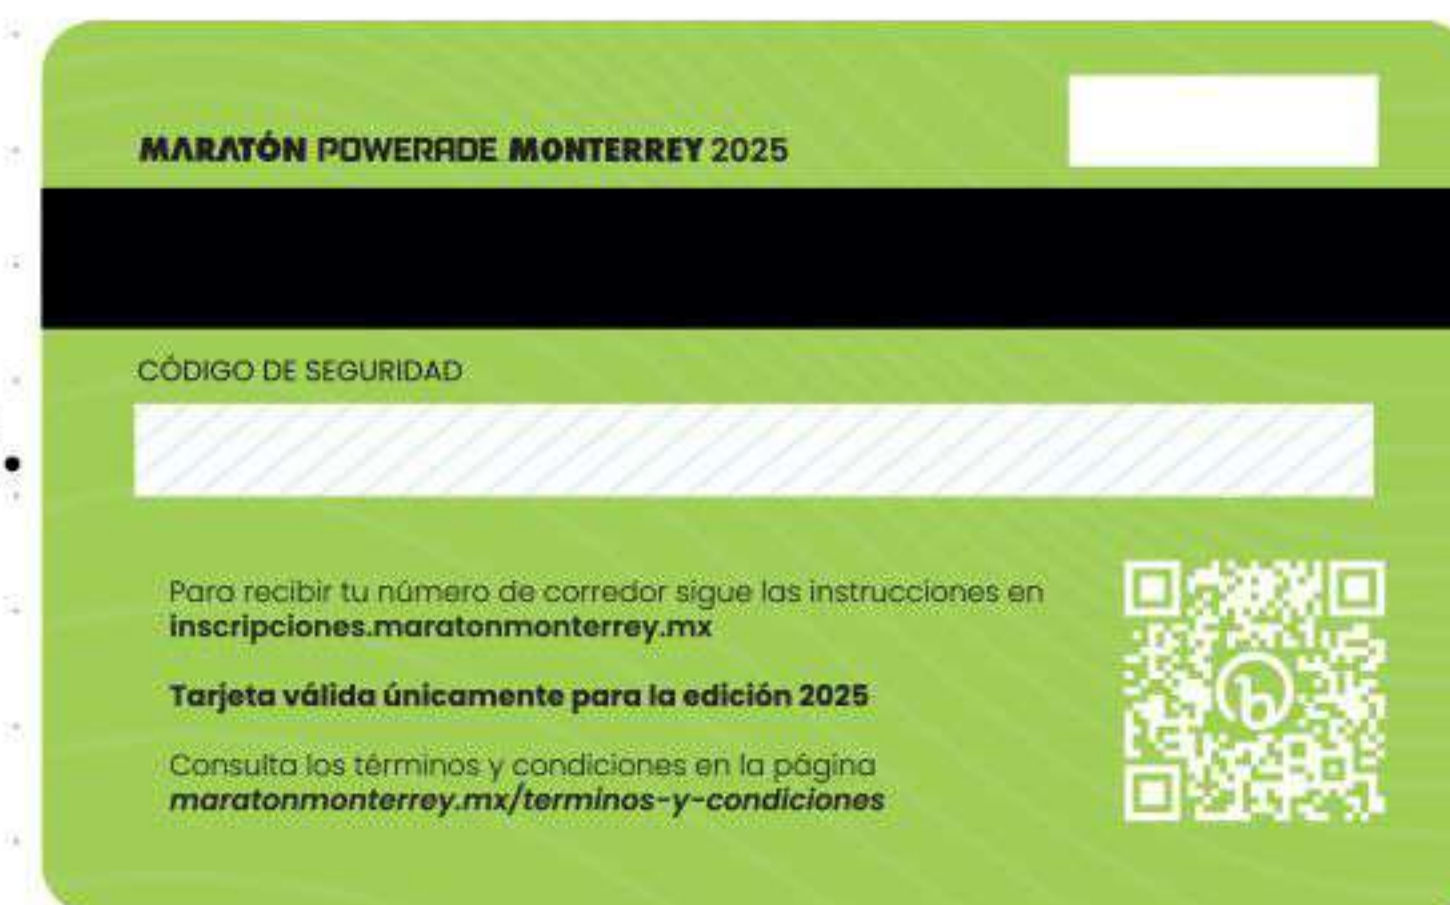 MARATÓN POWERADE MONTERREY 2025
CÓDIGO DE SEGURIDAD
Para recibir tu número de corredor sigue las instrucciones en
inscripciones.maratonmonterrey.mx
Tarjeta válida únicamente para la edición 2025
Consulta los términos y condiciones en la página
maratonmonterrey.mx/terminos-y-condiciones